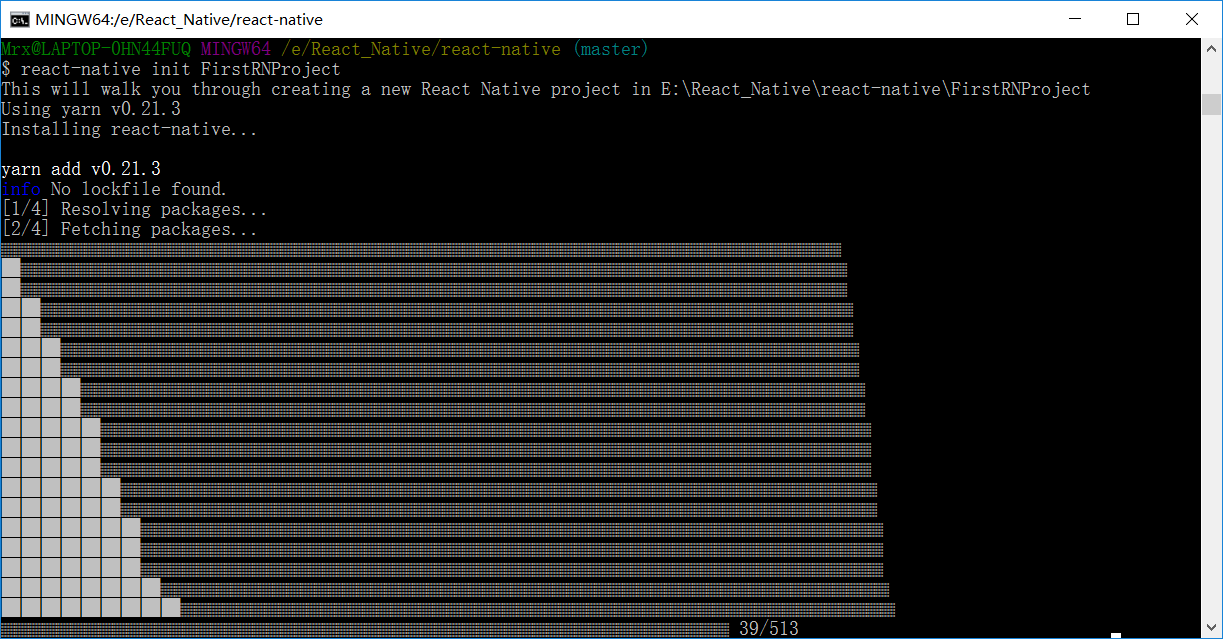 MINGW64:/e/React_Native/react-native
Mrx@LAPTOP-0HN44FUQ MINGW64 /e/React_Native/react-native (master)
$ react-native init FirstRNProject
This will walk you through creating a new React Native project in E:\React_Native\react-native\FirstRNProject
Using yarn v0.21.3
Installing react-native...
yarn add v0.21.3
info No lockfile found.
[1/4] Resolving packages...
[2/4] Fetching packages...
39/513